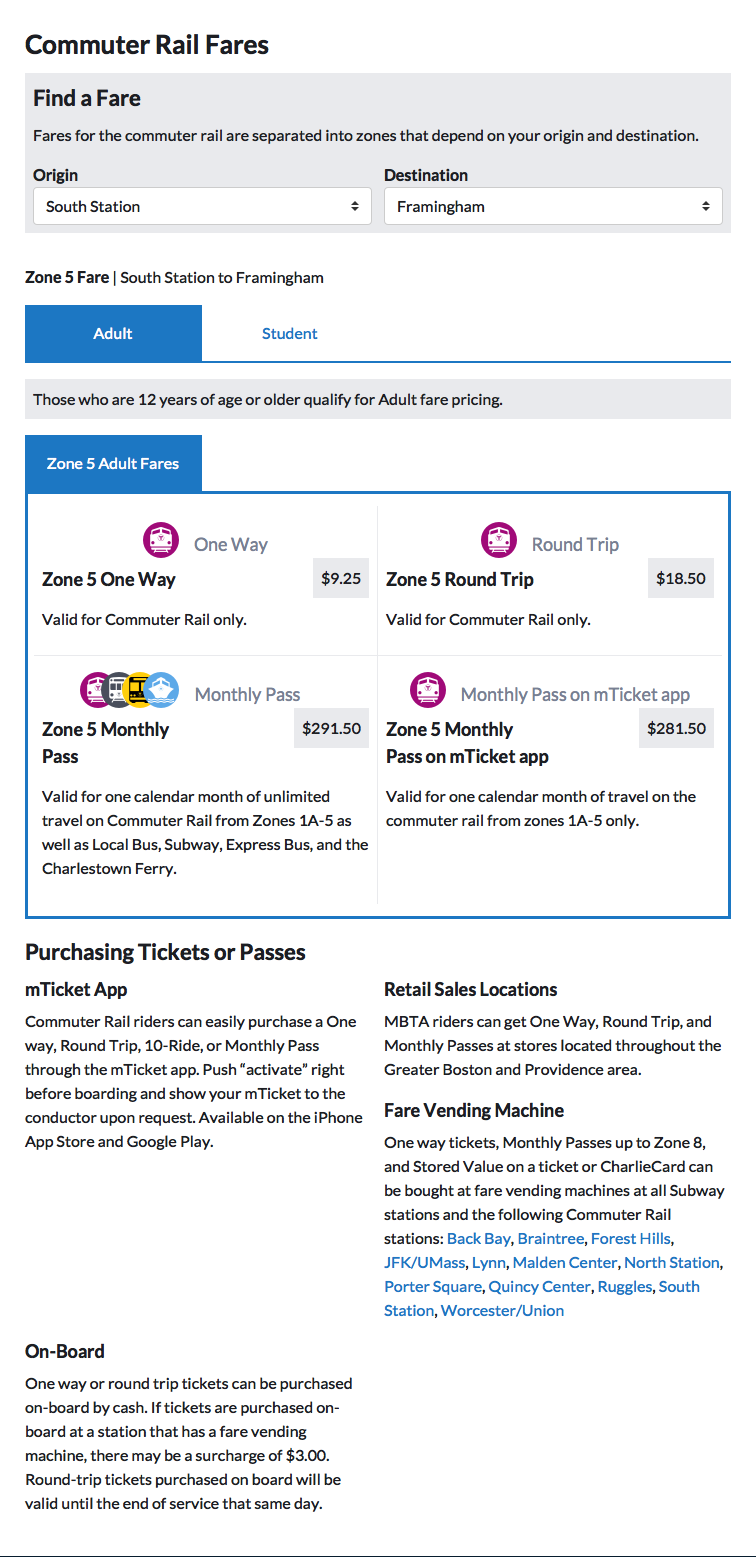 Commuter Rail Fares
Find a Fare
Fares for the commuter rail are separated into zones that depend on your origin and destination.
Origin
South Station
Destination
Framingham
Zone 5 Fare | South Station to Framingham
Adult
Student
Those who are 12 years of age or older qualify for Adult fare pricing.
Zone 5 Adult Fares
One Way
Zone 5 One Way
$9.25
Valid for Commuter Rail only.
Round Trip
Zone 5 Round Trip
$18.50
Valid for Commuter Rail only.
Monthly Pass
Zone 5 Monthly
Pass
$291.50
Valid for one calendar month of unlimited
travel on Commuter Rail from Zones 1A-5 as
well as Local Bus, Subway, Express Bus, and the
Charlestown Ferry.
Monthly Pass on mTicket app
Zone 5 Monthly
Pass on mTicket app
$281.50
Valid for one calendar month of travel on the
commuter rail from zones 1A-5 only.
Purchasing Tickets or Passes
mTicket App
Commuter Rail riders can easily purchase a One
way, Round Trip, 10-Ride, or Monthly Pass
through the mTicket app. Push “activate” right
before boarding and show your mTicket to the
conductor upon request. Available on the iPhone
App Store and Google Play.
Retail Sales Locations
MBTA riders can get One Way, Round Trip, and
Monthly Passes at stores located throughout the
Greater Boston and Providence area.
Fare Vending Machine
One way tickets, Monthly Passes up to Zone 8,
and Stored Value on a ticket or CharlieCard can
be bought at fare vending machines at all Subway
stations and the following Commuter Rail
stations: Back Bay, Braintree, Forest Hills,
JFK/UMass, Lynn, Malden Center, North Station,
Porter Square, Quincy Center, Ruggles, South
Station, Worcester/Union
On-Board
One way or round trip tickets can be purchased
on-board by cash. If tickets are purchased on-
board at a station that has a fare vending
machine, there may be a surcharge of $3.00.
Round-trip tickets purchased on board will be
valid until the end of service that same day.